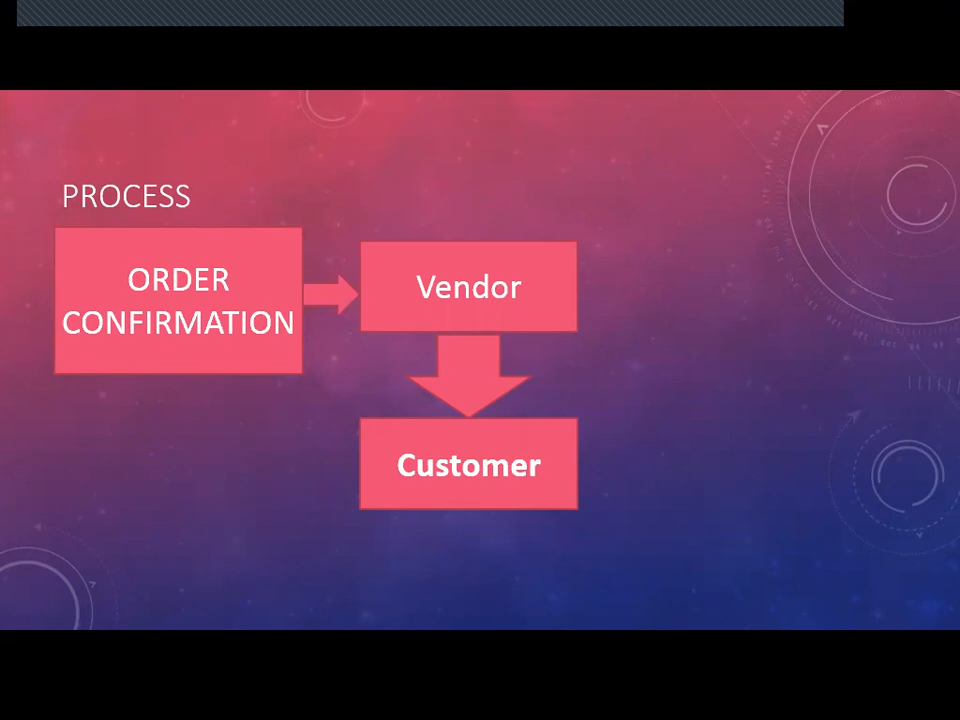 PROCESS
ORDER
CONFIRMATION
Vendor
Customer